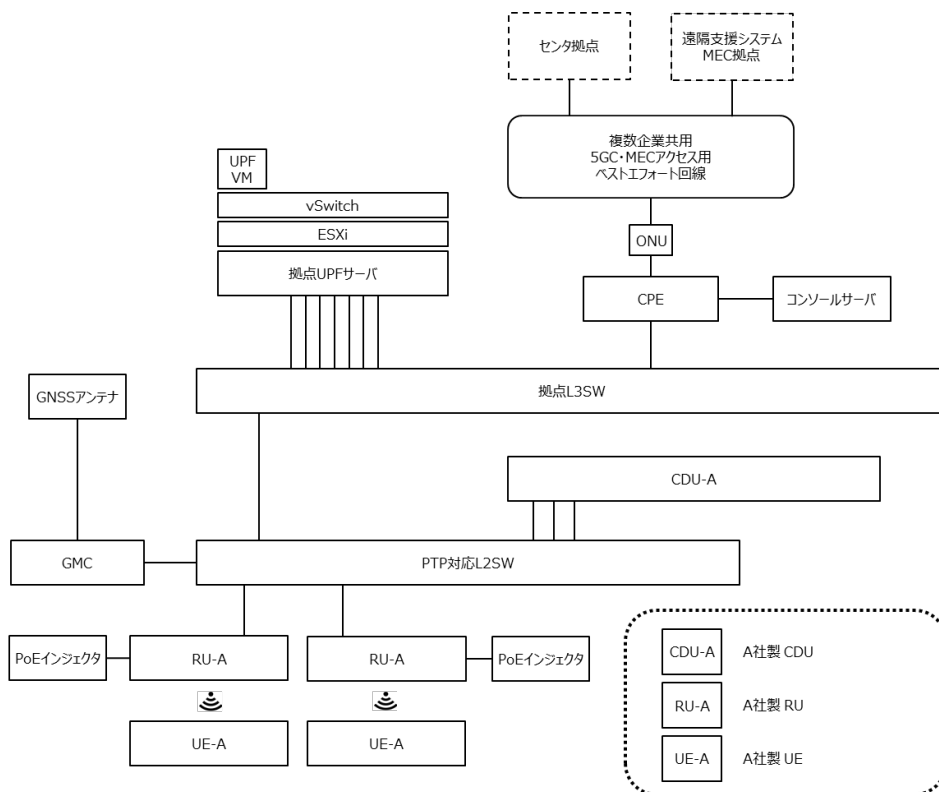 センタ拠点
遠隔支援システム
MEC拠点
複数企業共用
5GC・MECアクセス用
ベストエフォート回線
UPF
VM
vSwitch
ESXi
拠点UPFサーバ
ONU
CPE
コンソールサーバ
GNSSアンテナ
拠点L3SW
CDU-A
GMC
PTP対応L2SW
PoEインジェクタ
RU-A
RU-A
PoEインジェクタ
UE-A
UE-A
CDU-A
A社製 CDU
RU-A
A社製 RU
UE-A
A社製 UE